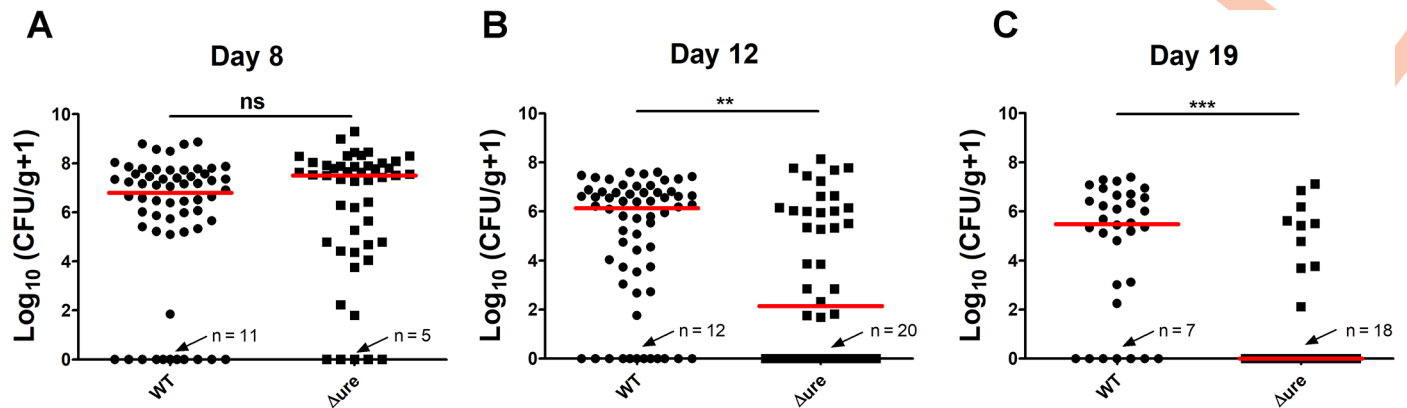 A
Day 8
ns
Log10 (CFU/g+1)
10
8
6
4
2
0
n = 11
n = 5
WT
Δure
B
Day 12
**
Log10 (CFU/g+1)
10
8
6
4
2
0
n = 12
n = 20
WT
Δure
C
Day 19
***
Log10 (CFU/g+1)
10
8
6
4
2
0
n = 7
n = 18
WT
Δure